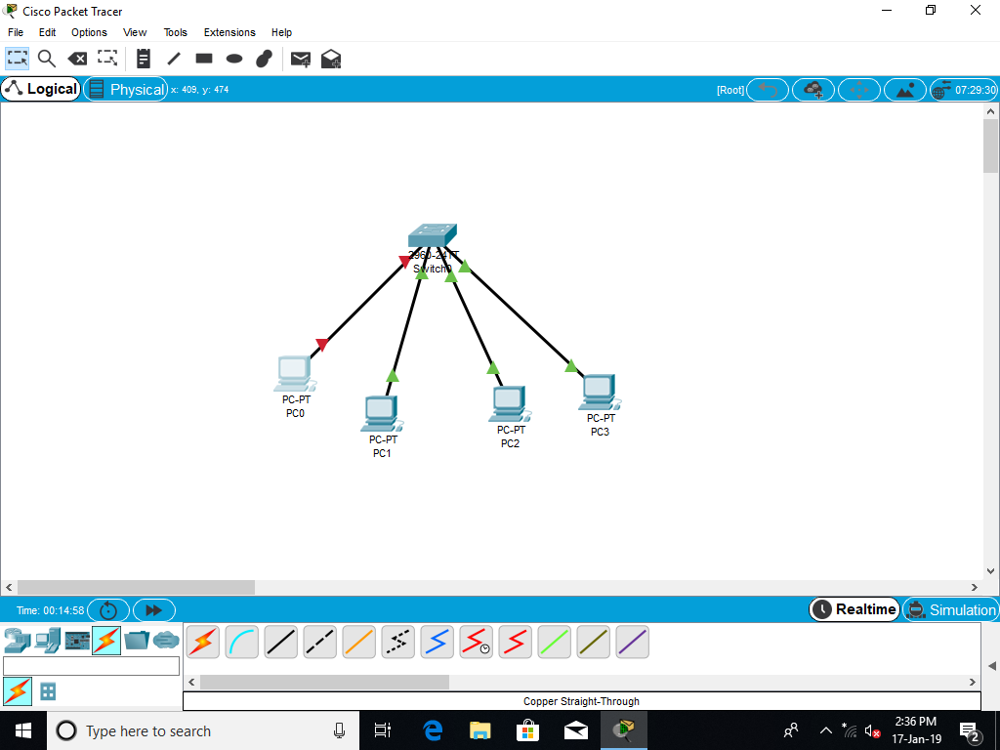 Cisco Packet Tracer
File Edit Options View Tools Extensions Help
Logical Physical x: 409, y: 474 [Root] 07:29:30
2960-24TT
Switch0
PC-PT
PC0
PC-PT
PC1
PC-PT
PC2
PC-PT
PC3
Time: 00:14:58 Realtime Simulation
Copper Straight-Through
Type here to search
2:36 PM
17-Jan-19
2